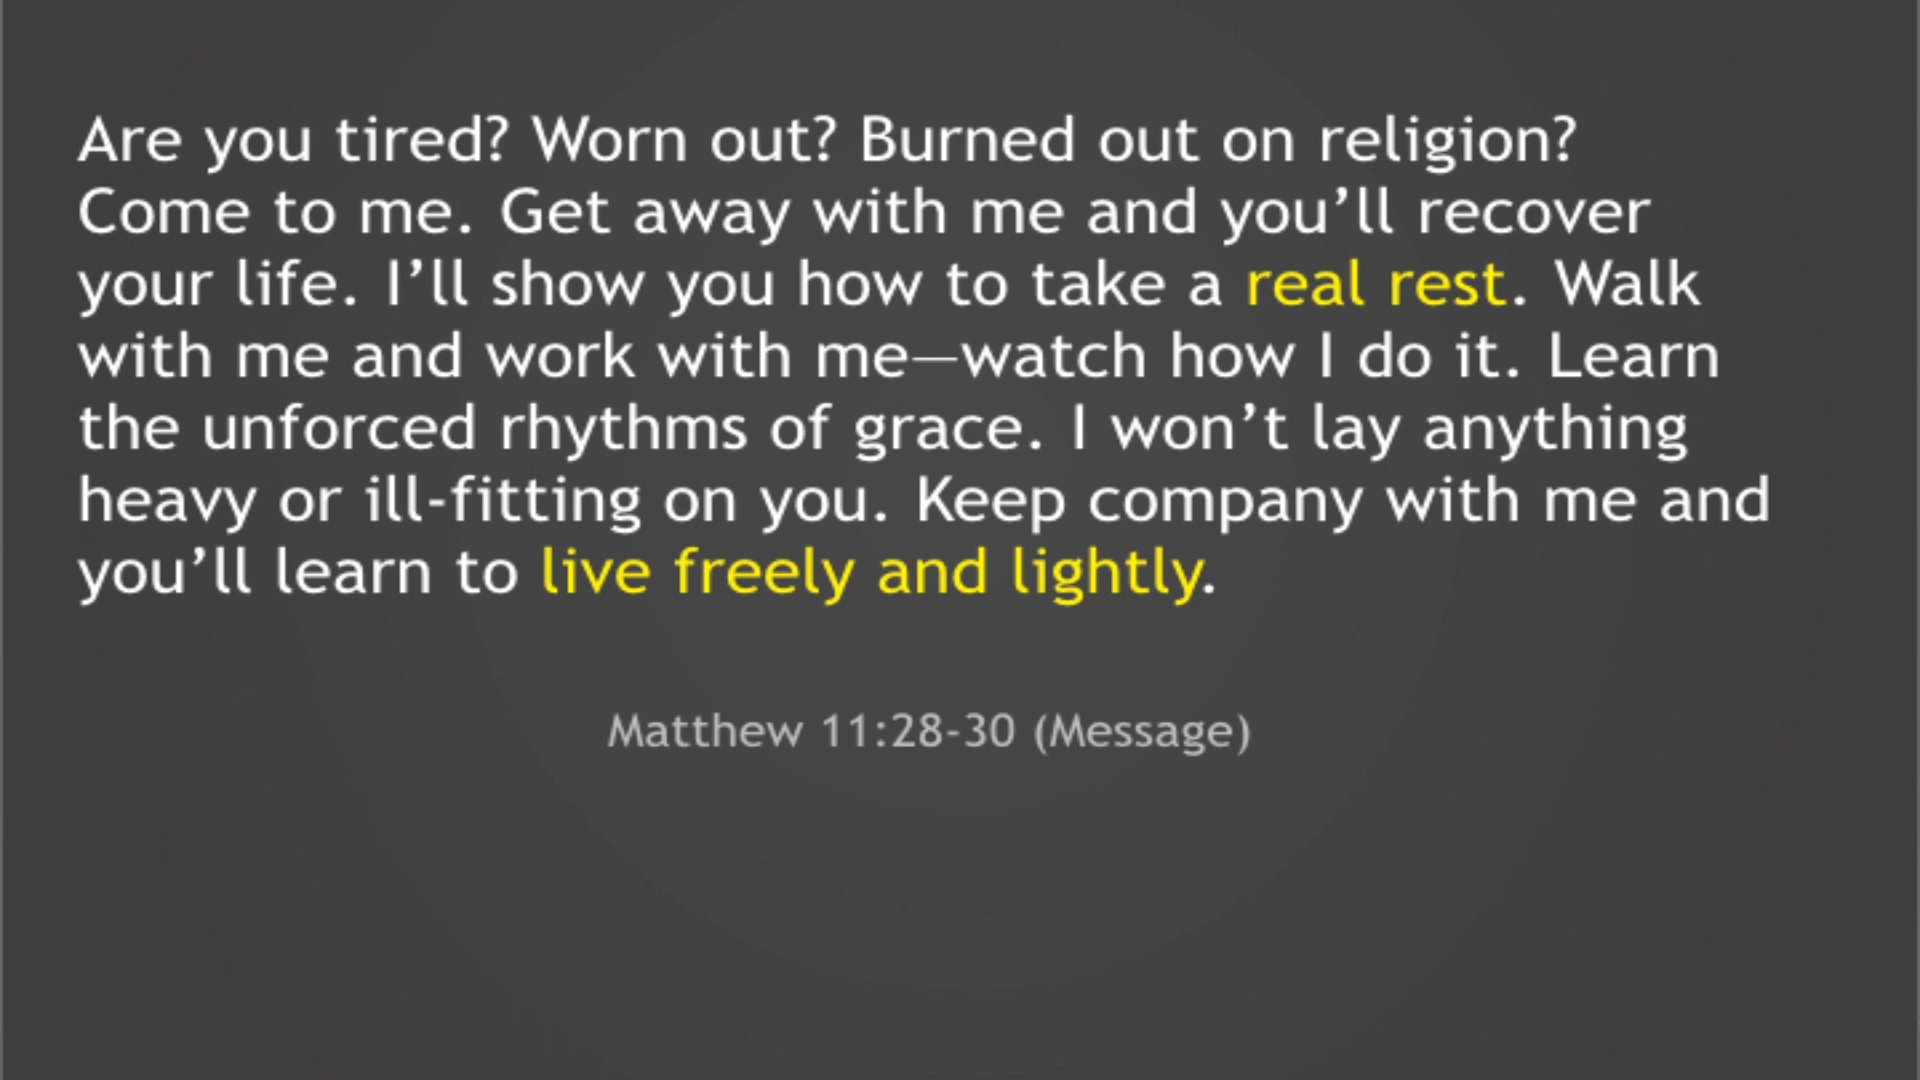 Are you tired? Worn out? Burned out on religion?
Come to me. Get away with me and you’ll recover
your life. I’ll show you how to take a real rest. Walk
with me and work with me—watch how I do it. Learn
the unforced rhythms of grace. I won’t lay anything
heavy or ill-fitting on you. Keep company with me and
you’ll learn to live freely and lightly.
Matthew 11:28-30 (Message)